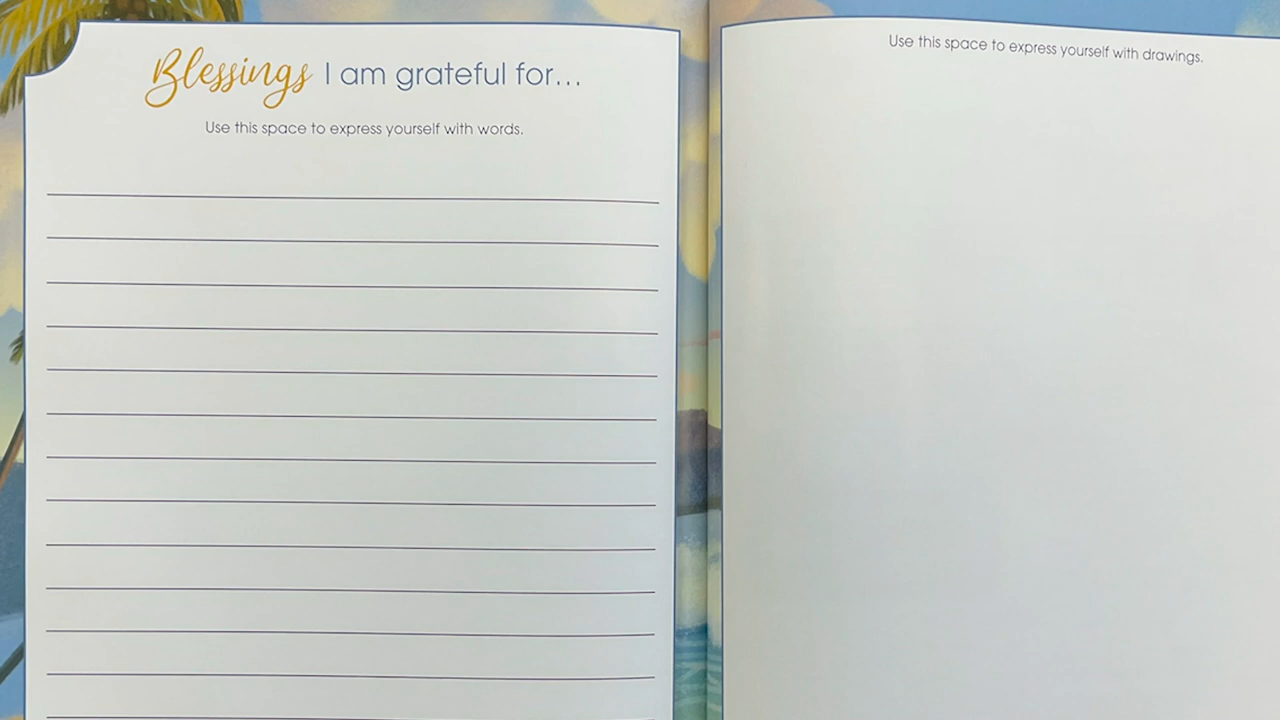 Blessings I am grateful for...
Use this space to express yourself with words.
Use this space to express yourself with drawings.